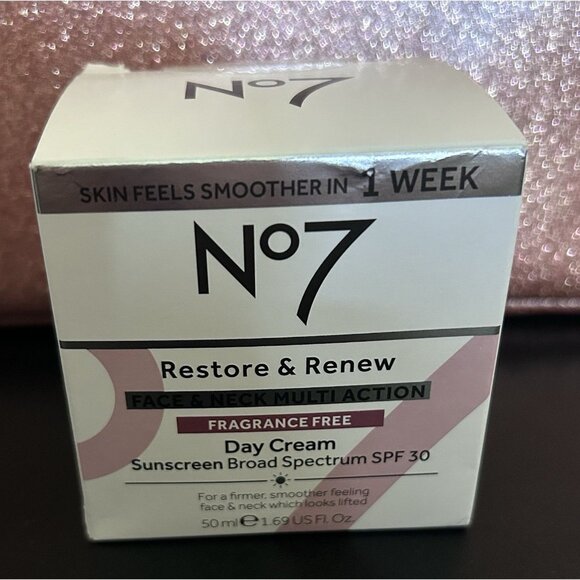 No7
SKIN FEELS SMOOTHER IN 1 WEEK
No7
Restore & Renew
FACE & NECK MULTI ACTION
FRAGRANCE FREE
Day Cream
Sunscreen Broad Spectrum SPF 30
For a firmer, smoother feeling
face & neck which looks lifted
50 ml ℮ 1.69 US Fl. Oz.